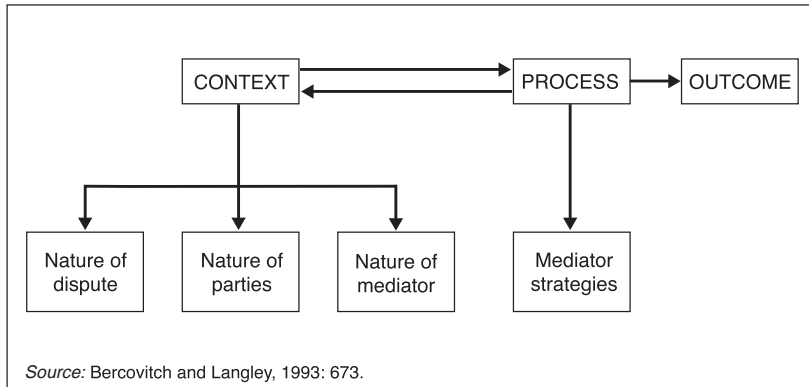 CONTEXT
PROCESS
OUTCOME
Nature of
dispute
Nature of
parties
Nature of
mediator
Mediator
strategies
Source: Bercovitch and Langley, 1993: 673.